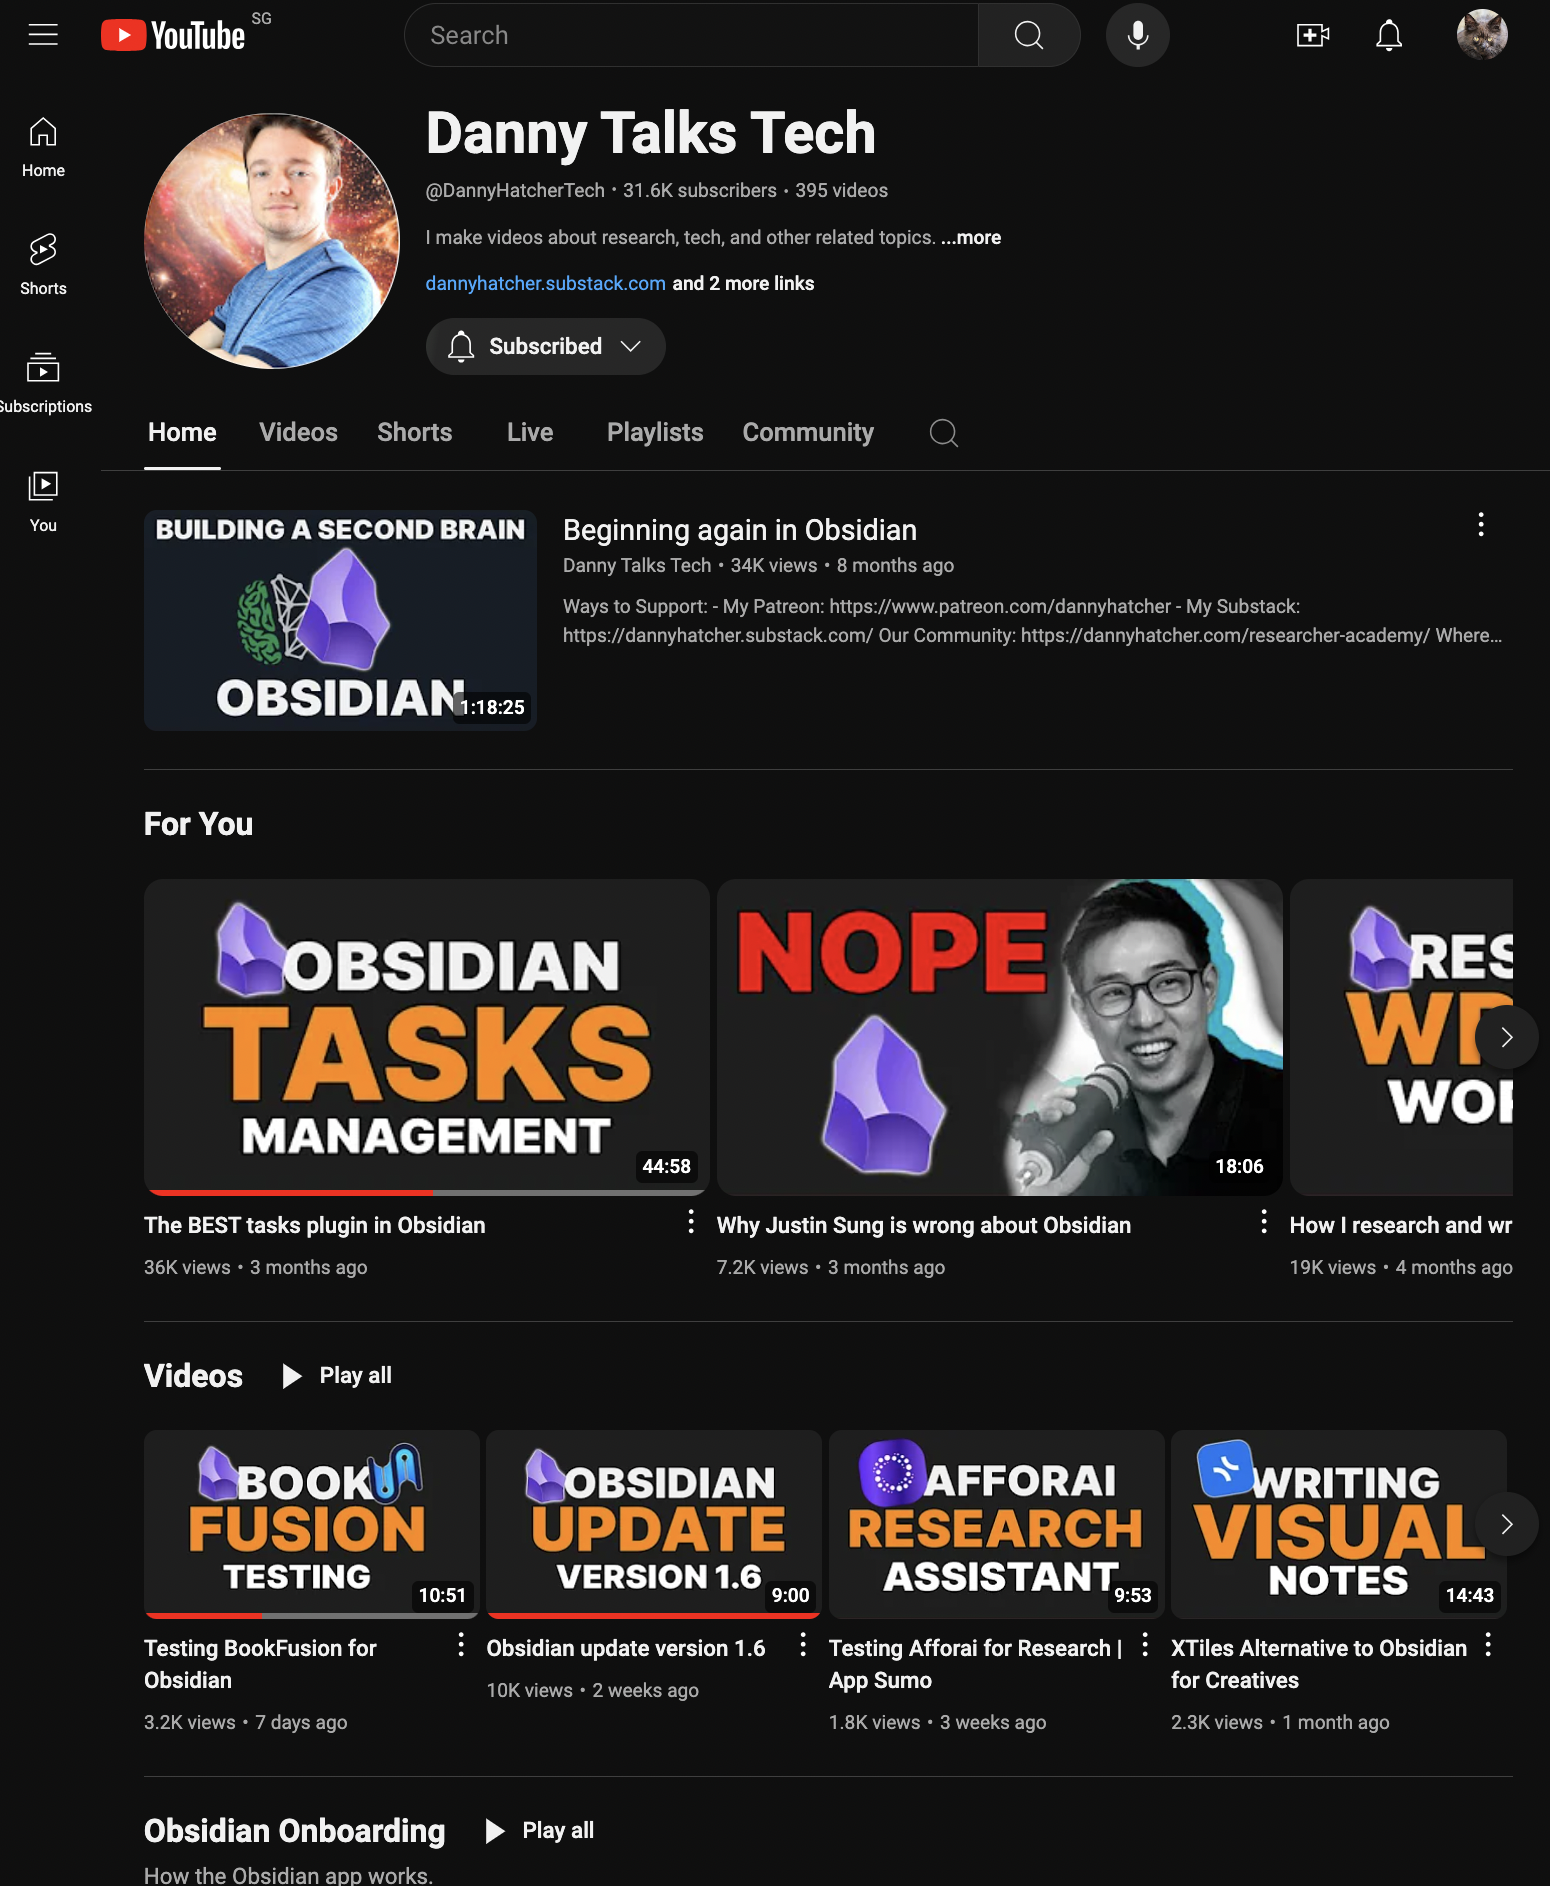 YouTube SG
Search
Home
Shorts
Subscriptions
You
Danny Talks Tech
@DannyHatcherTech • 31.6K subscribers • 395 videos
I make videos about research, tech, and other related topics. ...more
dannyhatcher.substack.com and 2 more links
Subscribed
Home Videos Shorts Live Playlists Community
BUILDING A SECOND BRAIN
OBSIDIAN
1:18:25
Beginning again in Obsidian
Danny Talks Tech • 34K views • 8 months ago
Ways to Support: - My Patreon: https://www.patreon.com/dannyhatcher - My Substack:
https://dannyhatcher.substack.com/ Our Community: https://dannyhatcher.com/researcher-academy/ Where...
For You
OBSIDIAN
TASKS
MANAGEMENT
44:58
The BEST tasks plugin in Obsidian
36K views • 3 months ago
NOPE
18:06
Why Justin Sung is wrong about Obsidian
7.2K views • 3 months ago
RES
WR
WOR
How I research and wr
19K views • 4 months ago
Videos Play all
BOOK
FUSION
TESTING
10:51
Testing BookFusion for
Obsidian
3.2K views • 7 days ago
OBSIDIAN
UPDATE
VERSION 1.6
9:00
Obsidian update version 1.6
10K views • 2 weeks ago
AFFORAI
RESEARCH
ASSISTANT
9:53
Testing Afforai for Research |
App Sumo
1.8K views • 3 weeks ago
WRITING
VISUAL
NOTES
14:43
XTiles Alternative to Obsidian
for Creatives
2.3K views • 1 month ago
Obsidian Onboarding Play all
How the Obsidian app works.